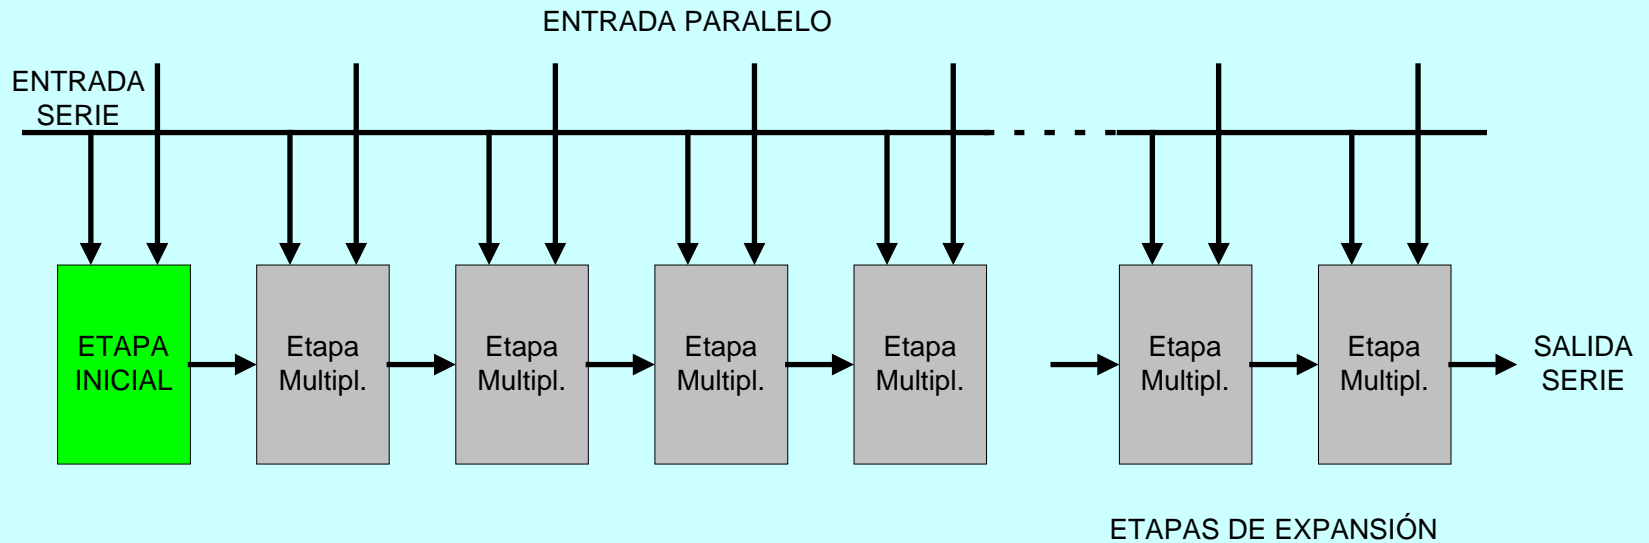 ENTRADA PARALELO
ENTRADA
SERIE
ETAPA
INICIAL
Etapa
Multipl.
Etapa
Multipl.
Etapa
Multipl.
Etapa
Multipl.
Etapa
Multipl.
Etapa
Multipl.
SALIDA
SERIE
ETAPAS DE EXPANSIÓN